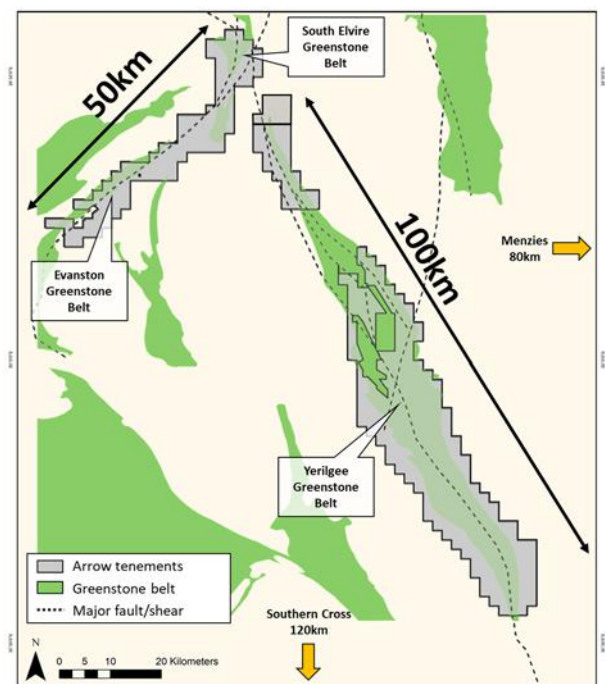 South Elvire
Greenstone
Belt
50km
100km
Menzies
80km
Evanston
Greenstone
Belt
Yerilgee
Greenstone
Belt
Arrow tenements
Greenstone belt
Major fault/shear
Southern Cross
120km
N
0 5 10 20 Kilometers